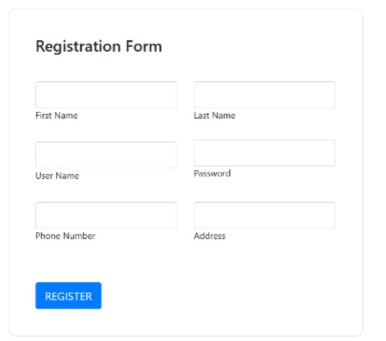 Registration Form
First Name Last Name
User Name Password
Phone Number Address
REGISTER